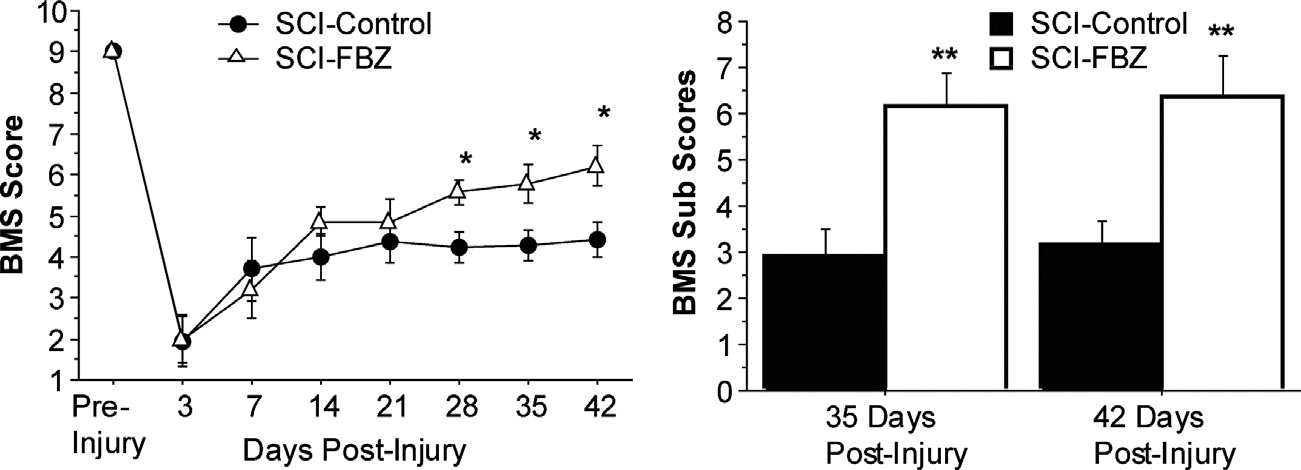 10
9
8
7
6
5
4
3
2
1
BMS Score
SCI-Control
SCI-FBZ
*
*
*
Pre-
Injury
3 7 14 21 28 35 42
Days Post-Injury
8
7
6
5
4
3
2
1
0
BMS Sub Scores
SCI-Control
SCI-FBZ
**
**
35 Days
Post-Injury
42 Days
Post-Injury